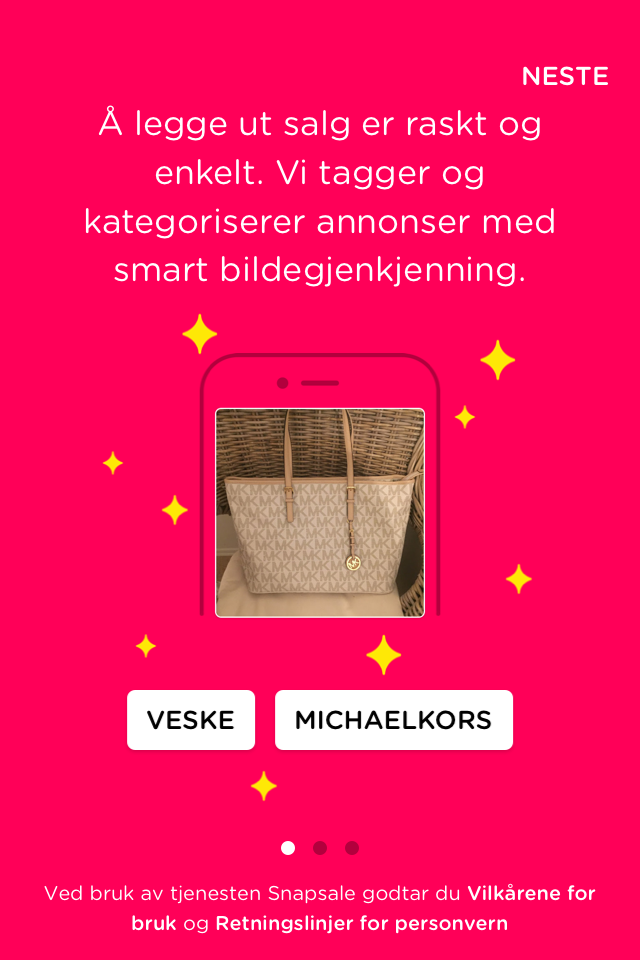 NESTE
Å legge ut salg er raskt og
enkelt. Vi tagger og
kategoriserer annonser med
smart bildegjenkjenning.
VESKE
MICHAELKORS
Ved bruk av tjenesten Snapsale godtar du Vilkårene for
bruk og Retningslinjer for personvern